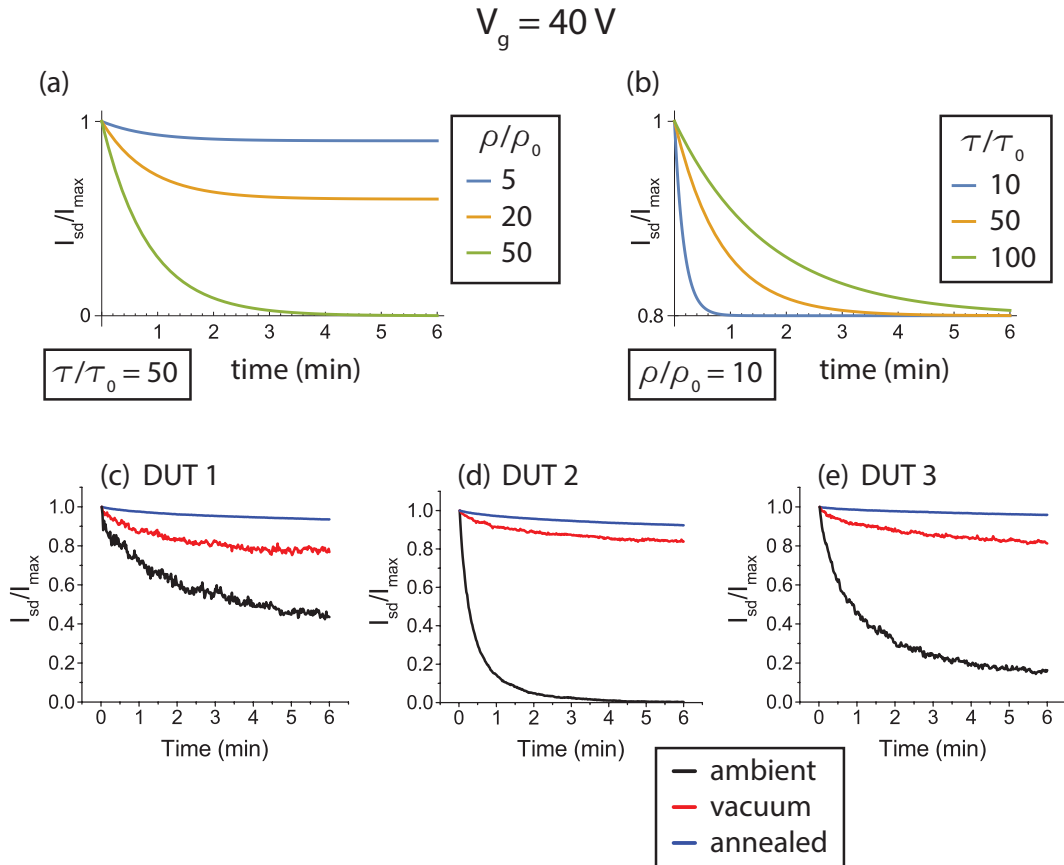 V_g = 40 V
(a)
1
I_sd/I_max
0
1 2 3 4 5 6
time (min)
τ/τ_0 = 50
ρ/ρ_0
5
20
50
(b)
1
I_sd/I_max
0.8
1 2 3 4 5 6
time (min)
ρ/ρ_0 = 10
τ/τ_0
10
50
100
(c) DUT 1
1.0
0.8
0.6
0.4
0.2
0.0
I_sd/I_max
0 1 2 3 4 5 6
Time (min)
(d) DUT 2
1.0
0.8
0.6
0.4
0.2
0.0
I_sd/I_max
0 1 2 3 4 5 6
Time (min)
(e) DUT 3
1.0
0.8
0.6
0.4
0.2
0.0
I_sd/I_max
0 1 2 3 4 5 6
Time (min)
ambient
vacuum
annealed